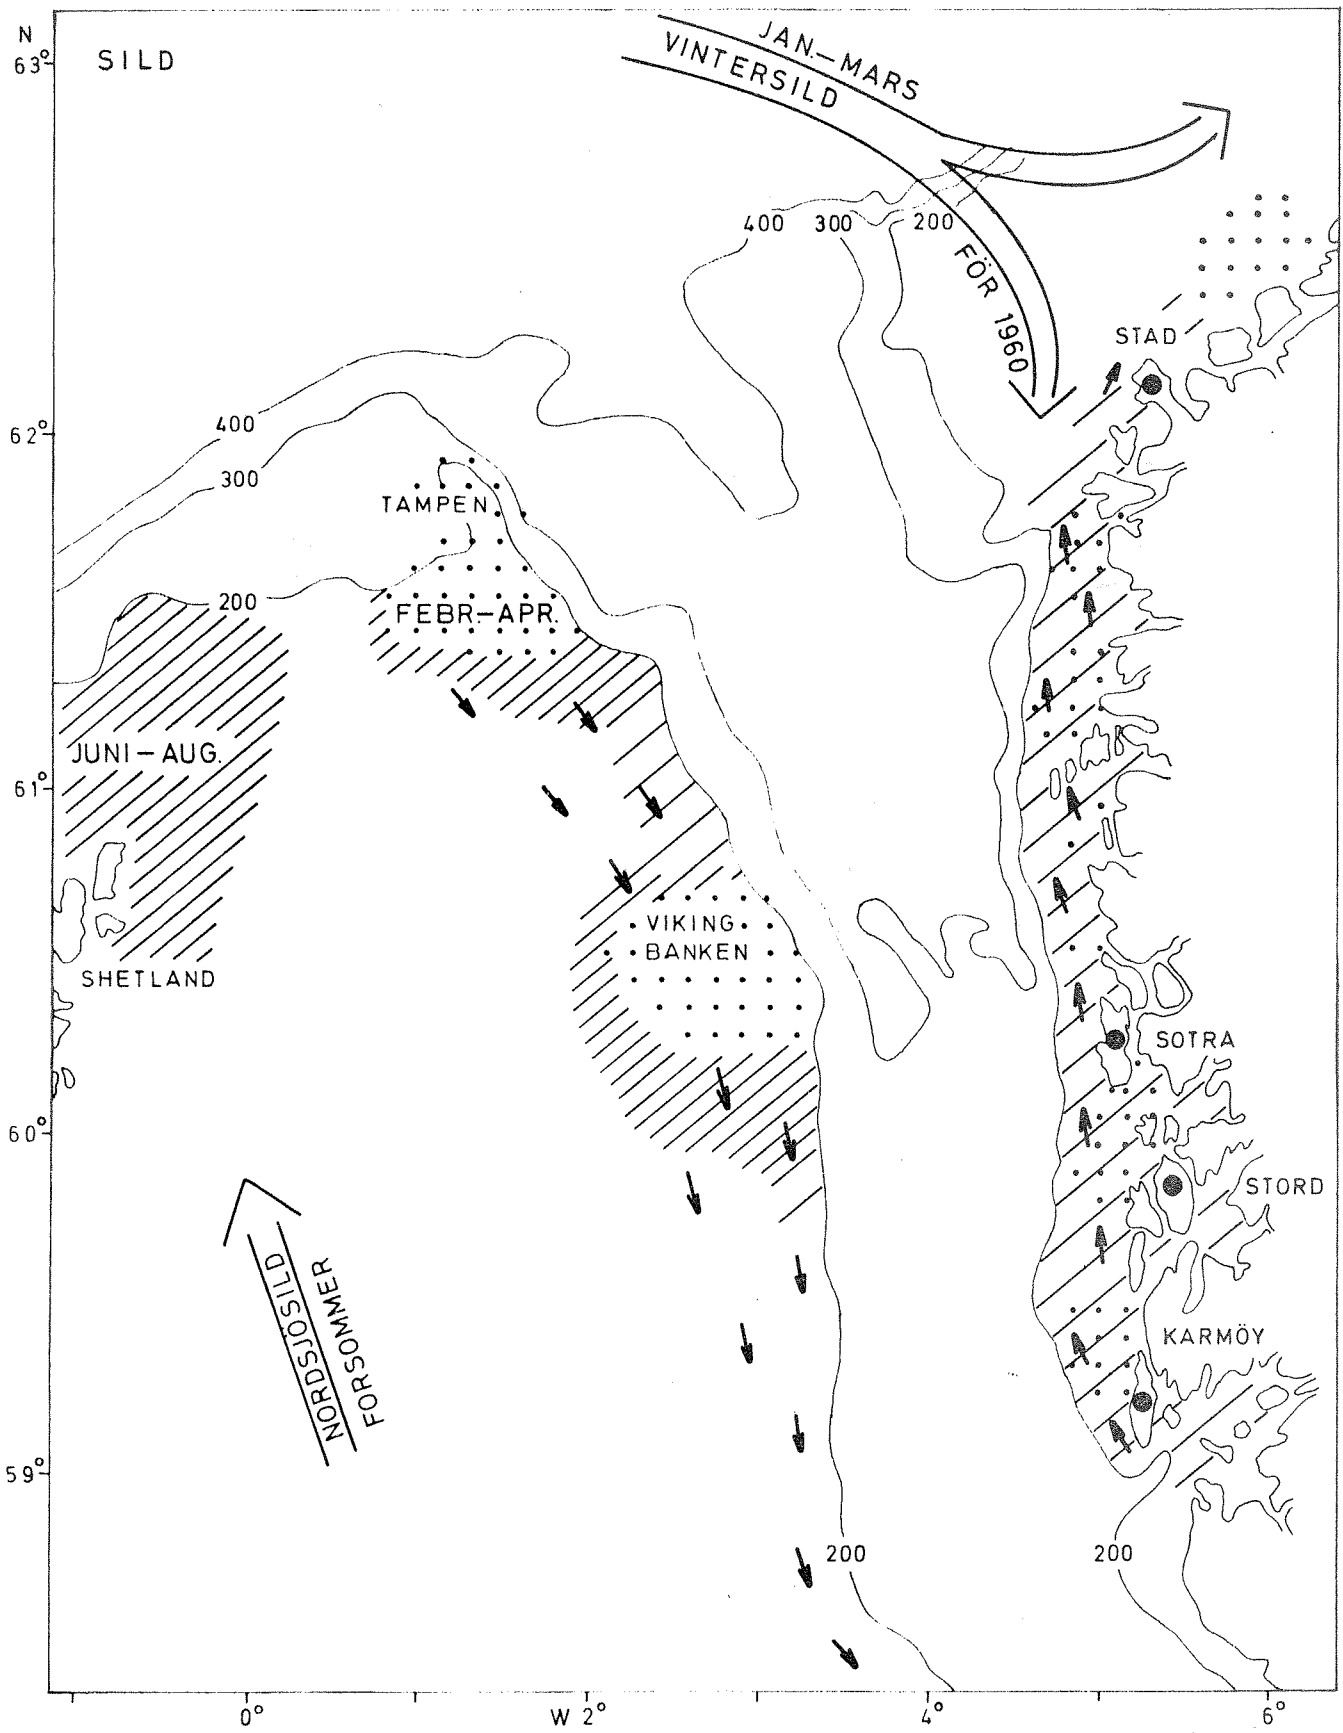 N
63°
SILD
JAN.–MARS
VINTERSILD
400
300
200
FÖR 1960
STAD
62°
400
300
TAMPEN
200
FEBR.–APR.
JUNI–AUG.
61°
VIKING
BANKEN
SHETLAND
SOTRA
60°
STORD
NORDSJÖSILD
FORSOMMER
KARMÖY
59°
200
200
0°
W 2°
4°
6°